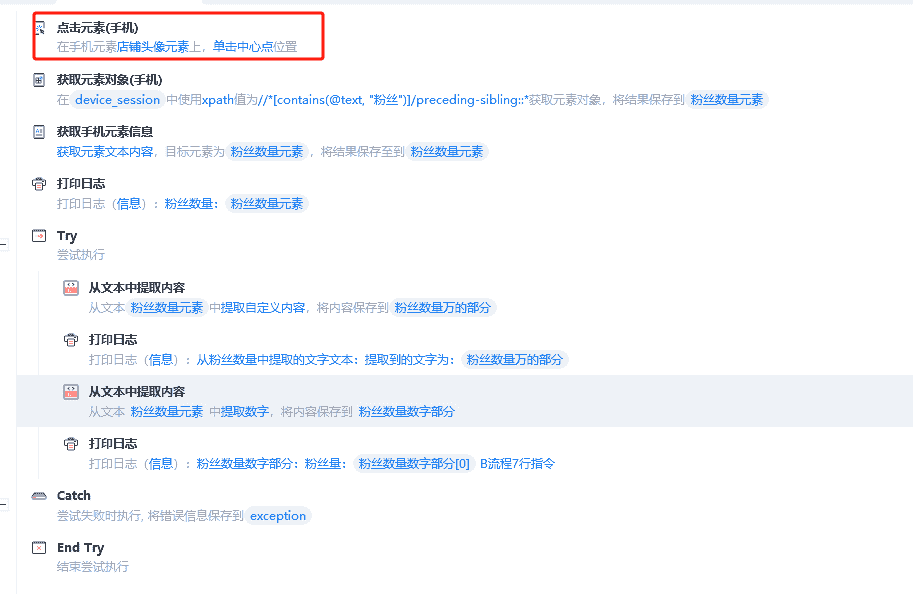 点击元素(手机)
在手机元素店铺头像元素上，单击中心点位置
获取元素对象(手机)
在 device_session 中使用xpath值为//*[contains(@text, "粉丝")]/preceding-sibling::*获取元素对象，将结果保存到 粉丝数量元素
获取手机元素信息
获取元素文本内容，目标元素为 粉丝数量元素 ，将结果保存至到 粉丝数量元素
打印日志
打印日志（信息）：粉丝数量： 粉丝数量元素
Try
尝试执行
从文本中提取内容
从文本 粉丝数量元素 中提取自定义内容，将内容保存到 粉丝数量万的部分
打印日志
打印日志（信息）：从粉丝数量中提取的文字文本：提取到的文字为： 粉丝数量万的部分
从文本中提取内容
从文本 粉丝数量元素 中提取数字，将内容保存到 粉丝数量数字部分
打印日志
打印日志（信息）：粉丝数量数字部分：粉丝量： 粉丝数量数字部分[0] B流程7行指令
Catch
尝试失败时执行, 将错误信息保存到 exception
End Try
结束尝试执行